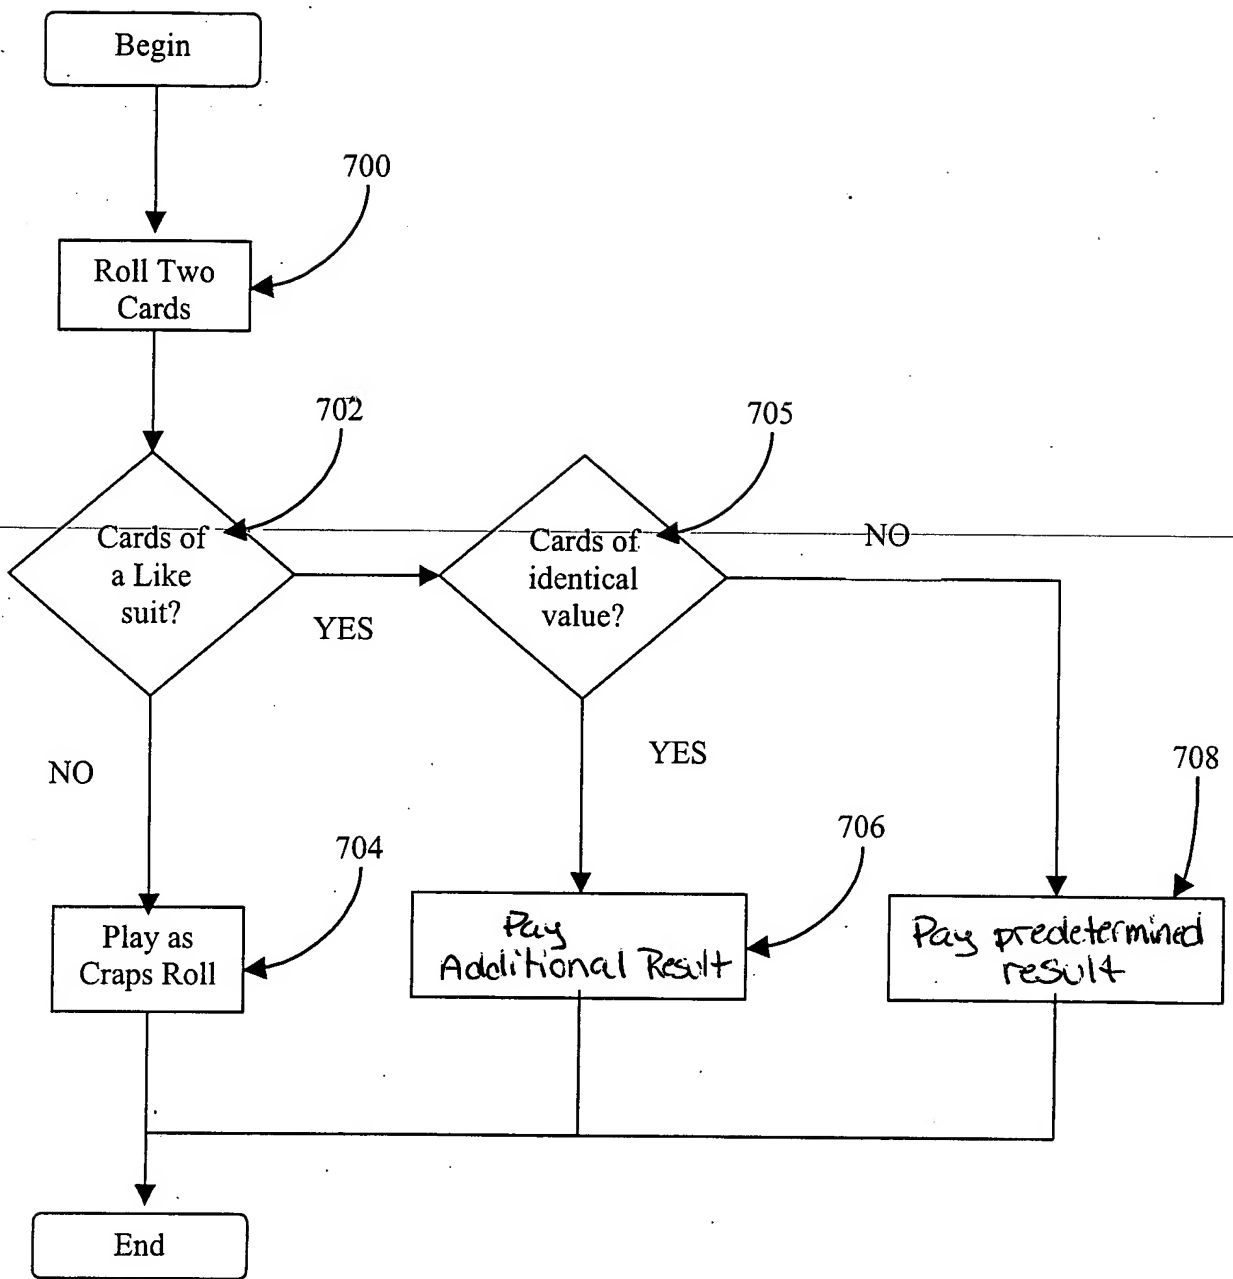 Begin
700
Roll Two
Cards
702
705
Cards of
a Like
suit?
YES
Cards of
identical
value?
NO
NO
YES
708
704
706
Play as
Craps Roll
Pay
Additional Result
Pay predetermined
result
End